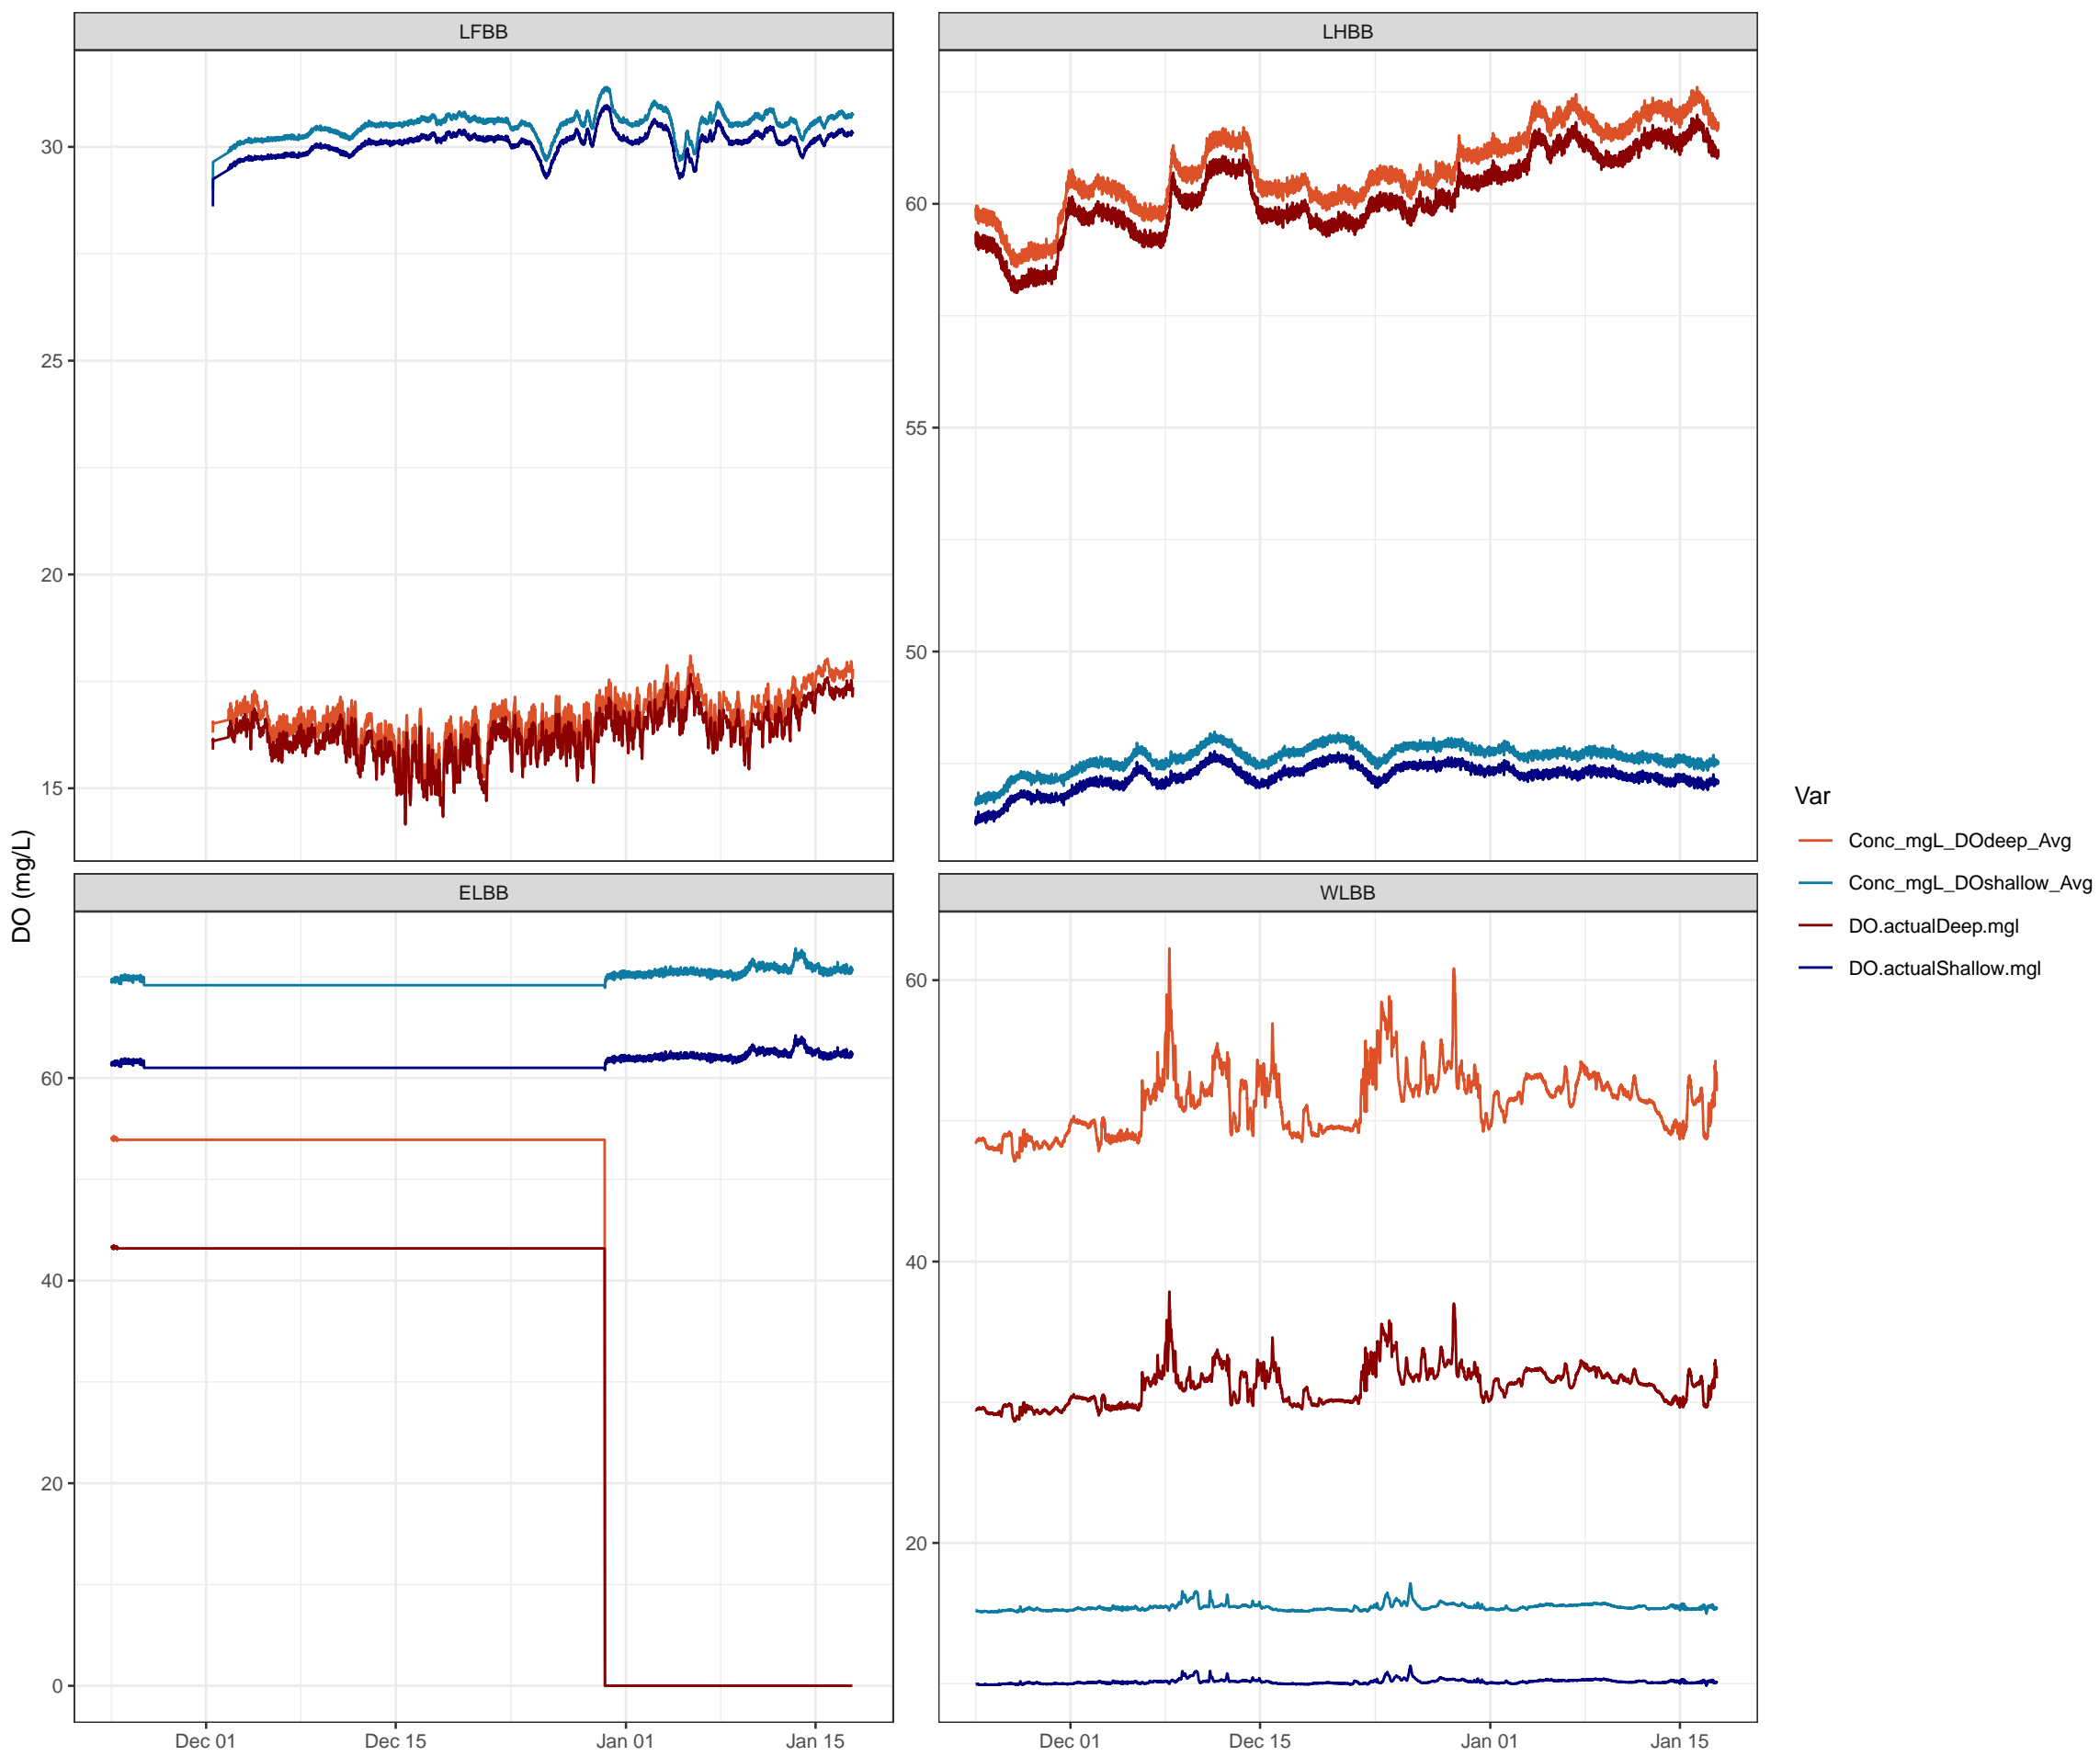 LFBB
LHBB
30
25
20
15
60
55
50
DO (mg/L)
ELBB
WLBB
60
40
20
0
60
40
20
Dec 01
Dec 15
Jan 01
Jan 15
Dec 01
Dec 15
Jan 01
Jan 15
Var
Conc_mgL_DOdeep_Avg
Conc_mgL_DOshallow_Avg
DO.actualDeep.mgl
DO.actualShallow.mgl